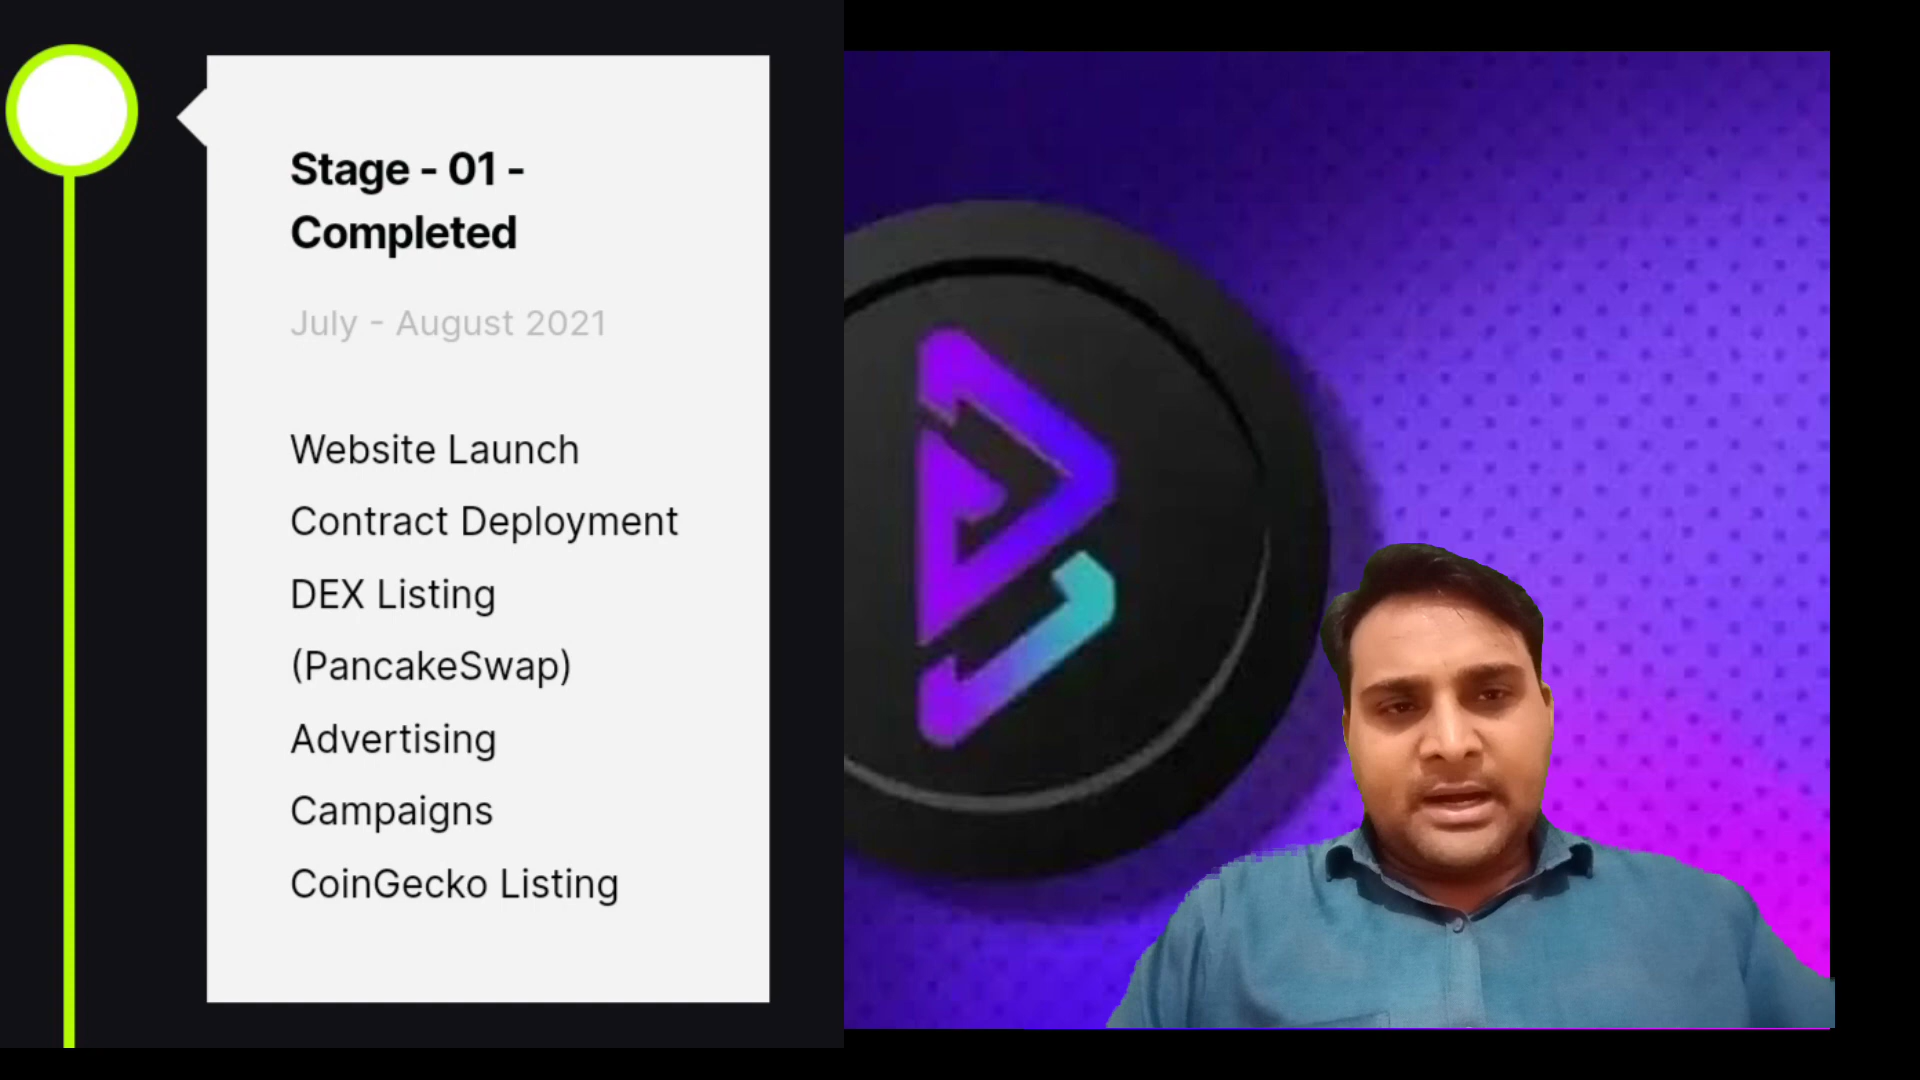 Stage - 01 -
Completed
July - August 2021
Website Launch
Contract Deployment
DEX Listing
(PancakeSwap)
Advertising
Campaigns
CoinGecko Listing